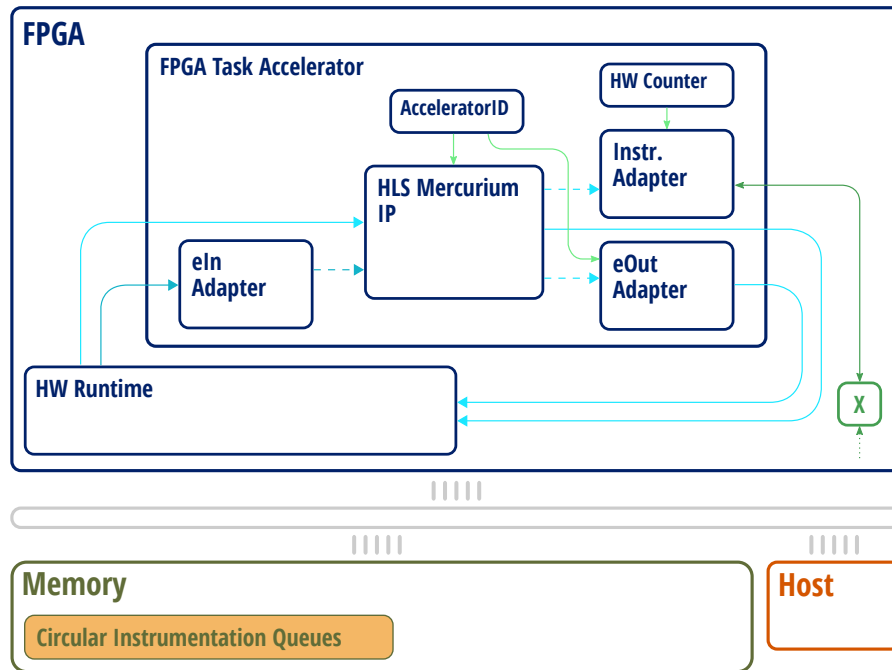 FPGA
FPGA Task Accelerator
HW Counter
AcceleratorID
Instr.
Adapter
HLS Mercurium
IP
eIn
Adapter
eOut
Adapter
HW Runtime
X
Memory
Circular Instrumentation Queues
Host